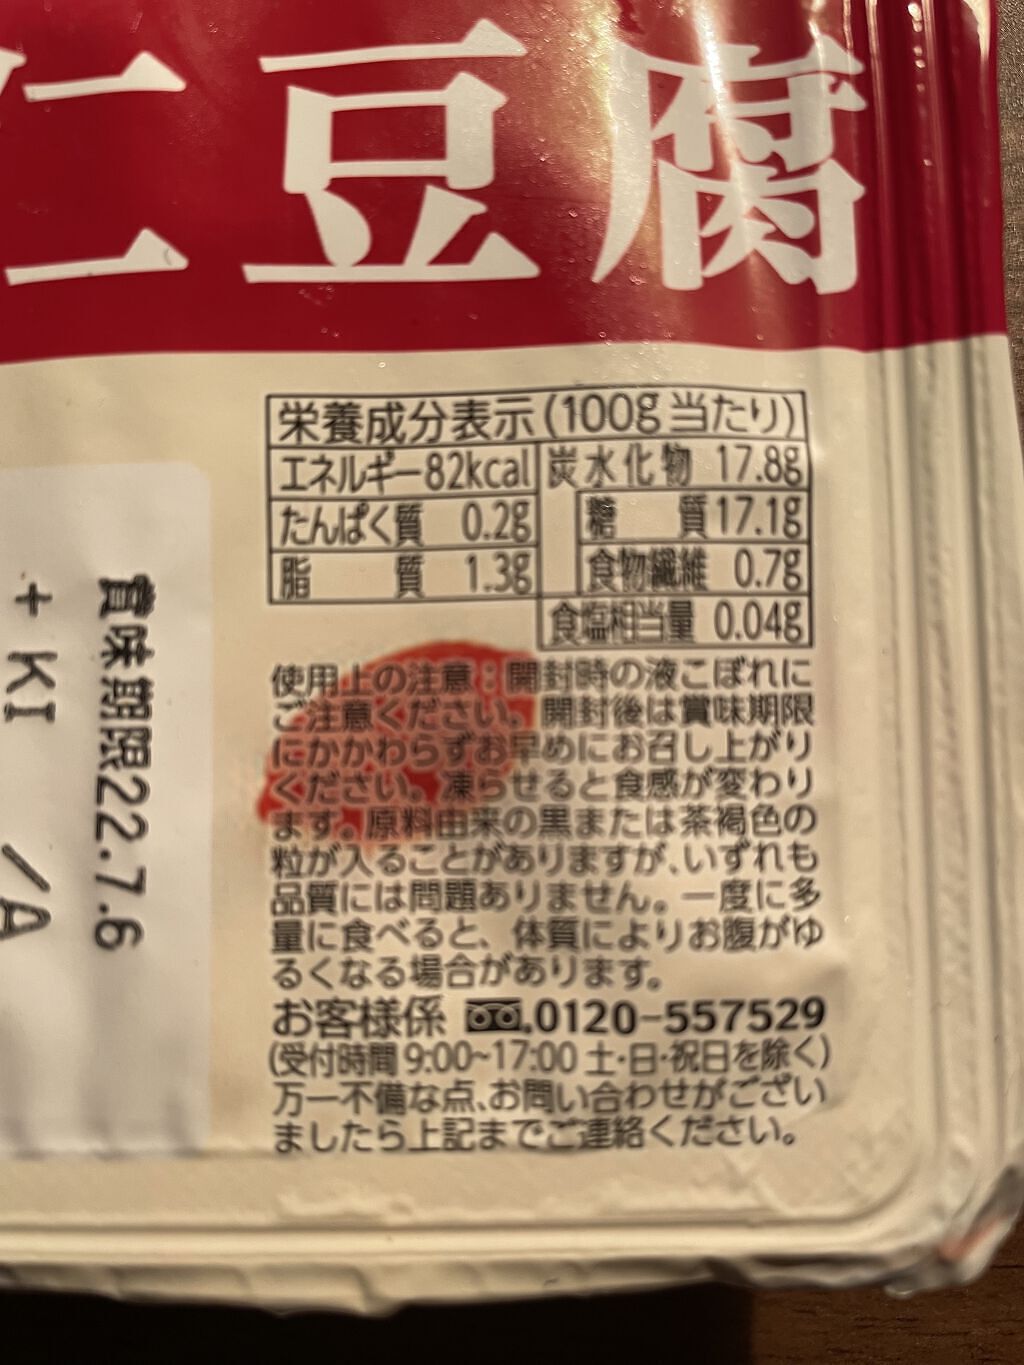 仁豆腐
栄養成分表示(100g当たり)
エネルギー82kcal 炭水化物 17.8g
たんぱく質 0.2g 糖 質17.1g
脂 質 1.3g 食物繊維 0.7g
食塩相当量 0.04g
使用上の注意:開封時の液こぼれに
ご注意ください。開封後は賞味期限
にかかわらずお早めにお召し上がり
ください。凍らせると食感が変わり
ます。原料由来の黒または茶褐色の
粒が入ることがありますが、いずれも
品質には問題ありません。一度に多
量に食べると、体質によりお腹がゆ
るくなる場合があります。
お客様係 0120-557529
(受付時間 9:00~17:00 土・日・祝日を除く)
万一不備な点、お問い合わせがござい
ましたら上記までご連絡ください。
賞味期限22.7.6
+KI /A